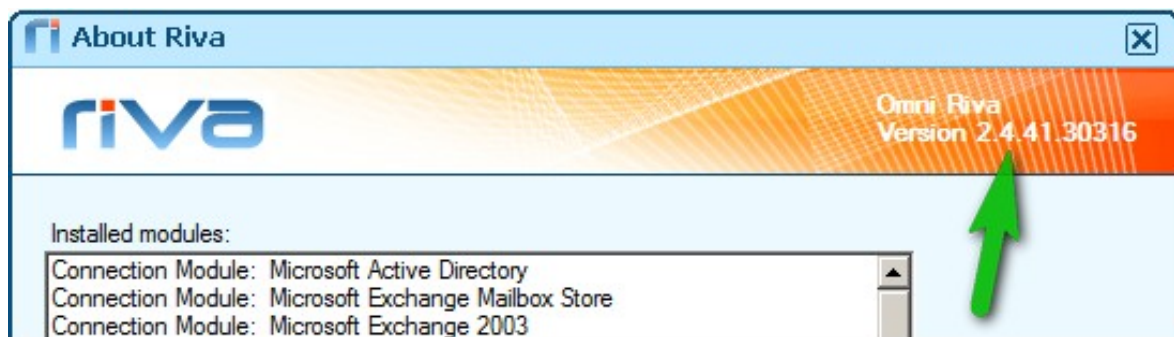 About Riva
riva
Omni Riva
Version 2.4.41.30316
Installed modules:
Connection Module: Microsoft Active Directory
Connection Module: Microsoft Exchange Mailbox Store
Connection Module: Microsoft Exchange 2003